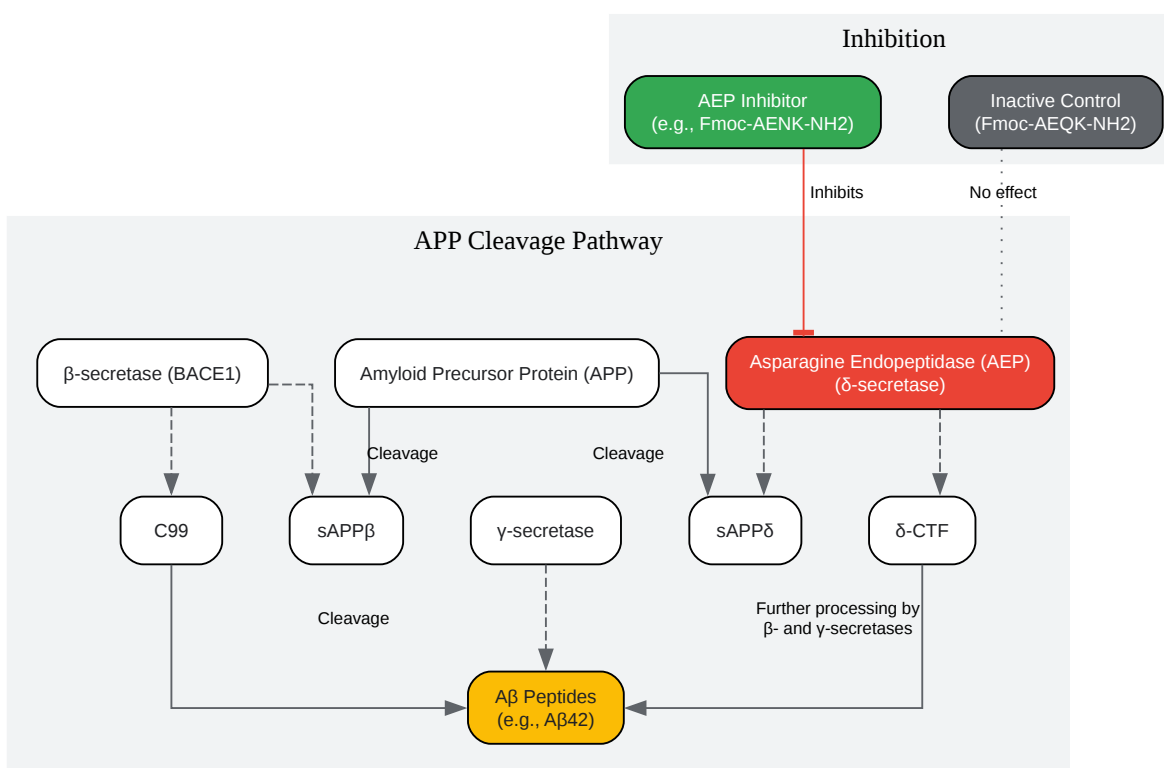 Inhibition
AEP Inhibitor
(e.g., Fmoc-AENK-NH2)
Inactive Control
(Fmoc-AEQK-NH2)
Inhibits
No effect
APP Cleavage Pathway
β-secretase (BACE1)
Amyloid Precursor Protein (APP)
Asparagine Endopeptidase (AEP)
(δ-secretase)
Cleavage
Cleavage
C99
sAPPβ
γ-secretase
sAPPδ
δ-CTF
Cleavage
Further processing by
β- and γ-secretases
Aβ Peptides
(e.g., Aβ42)